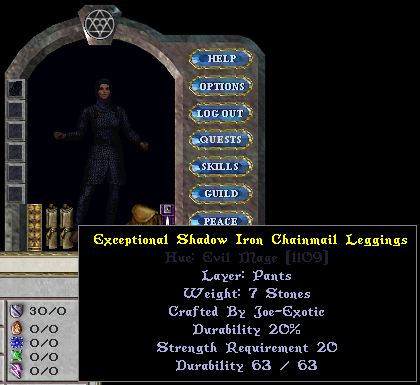 HELP
OPTIONS
LOG OUT
QUESTS
SKILLS
GUILD
PEACE
Exceptional Shadow Iron Chainmail Leggings
Hue: Evil Mage [1109]
Layer: Pants
Weight: 7 Stones
Crafted By Joe-Exotic
Durability 20%
Strength Requirement 20
Durability 63 / 63
30/0
0/0
0/0
0/0
0/0